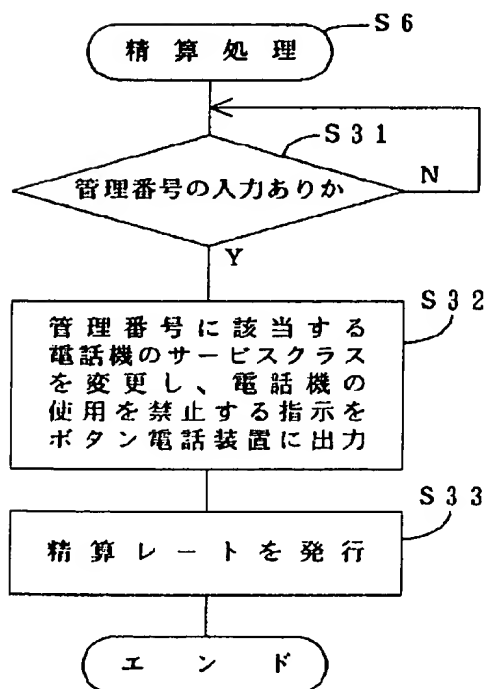 精算処理
S6
S31
管理番号の入力ありか
N
Y
S32
管理番号に該当する
電話機のサービスクラス
を変更し、電話機の
使用を禁止する指示を
ボタン電話装置に出力
S33
精算レートを発行
エンド